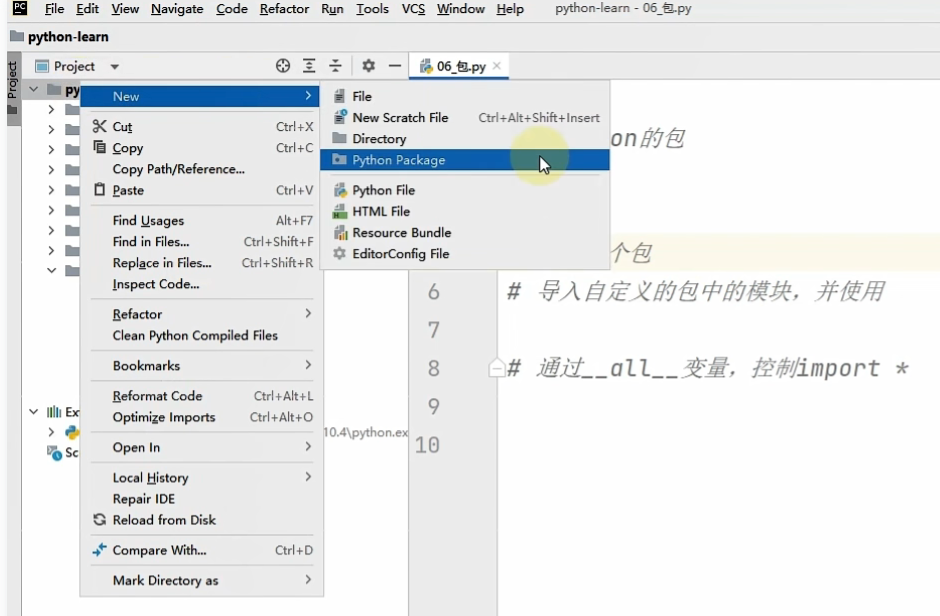 PC File Edit View Navigate Code Refactor Run Tools VCS Window Help python-learn - 06_包.py
python-learn
Project
Project
06_包.py
py
New
Cut Ctrl+X
Copy Ctrl+C
Copy Path/Reference...
Paste Ctrl+V
Find Usages Alt+F7
Find in Files... Ctrl+Shift+F
Replace in Files... Ctrl+Shift+R
Inspect Code...
Refactor
Clean Python Compiled Files
Bookmarks
Reformat Code Ctrl+Alt+L
Optimize Imports Ctrl+Alt+O
Open In
Local History
Repair IDE
Reload from Disk
Compare With... Ctrl+D
Mark Directory as
File
New Scratch File Ctrl+Alt+Shift+Insert
Directory
Python Package
Python File
HTML File
Resource Bundle
EditorConfig File
Ex
10.4\python.ex
Sc
on的包
个包
6 # 导入自定义的包中的模块，并使用
7
8 # 通过__all__变量，控制import *
9
10